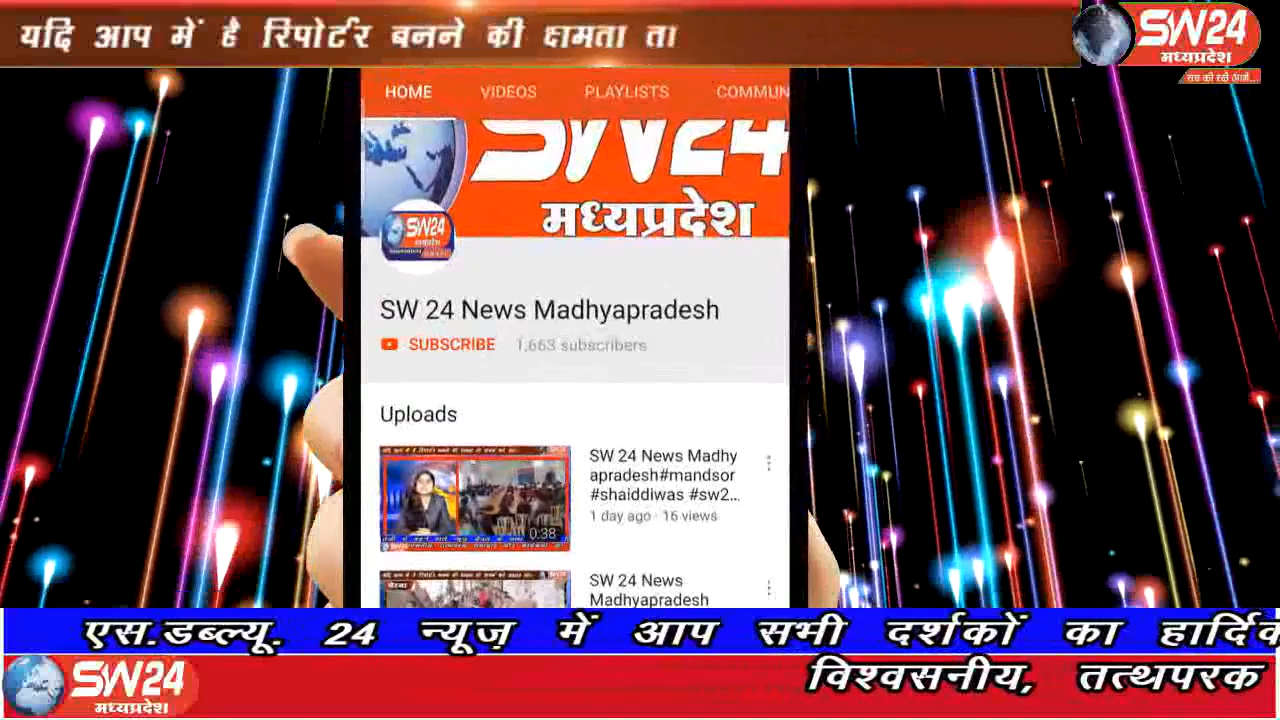 यदि आप में है रिपोर्टर बनने की क्षमता ता
SW24
मध्यप्रदेश
HOME VIDEOS PLAYLISTS COMMUN
SW24
मध्यप्रदेश
SW24
SW 24 News Madhyapradesh
SUBSCRIBE 1,663 subscribers
Uploads
SW 24 News Madhy
apradesh#mandsor
#shaiddiwas #sw2...
1 day ago · 16 views
0:38
SW 24 News
Madhyapradesh
एस.डब्ल्यू. 24 न्यूज़ में आप सभी दर्शकों का हार्दिक
विश्वसनीय, तत्थपरक
SW24
मध्यप्रदेश